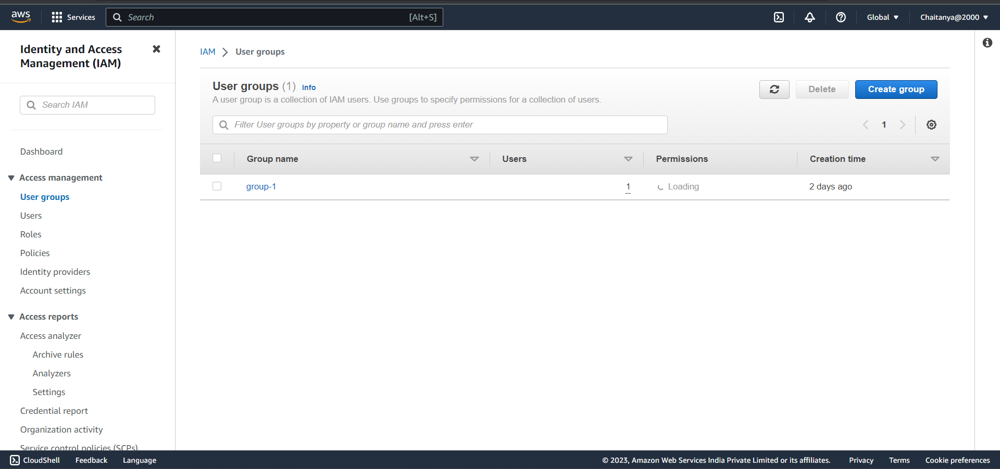 aws
Services
Search [Alt+S]
Global
Chaitanya@2000
Identity and Access
Management (IAM)
Search IAM
Dashboard
Access management
User groups
Users
Roles
Policies
Identity providers
Account settings
Access reports
Access analyzer
Archive rules
Analyzers
Settings
Credential report
Organization activity
Service control policies (SCPs)
IAM > User groups
User groups (1) Info
A user group is a collection of IAM users. Use groups to specify permissions for a collection of users.
Delete
Create group
Filter User groups by property or group name and press enter
1
Group name Users Permissions Creation time
group-1 1 Loading 2 days ago
CloudShell Feedback Language © 2023, Amazon Web Services India Private Limited or its affiliates. Privacy Terms Cookie preferences